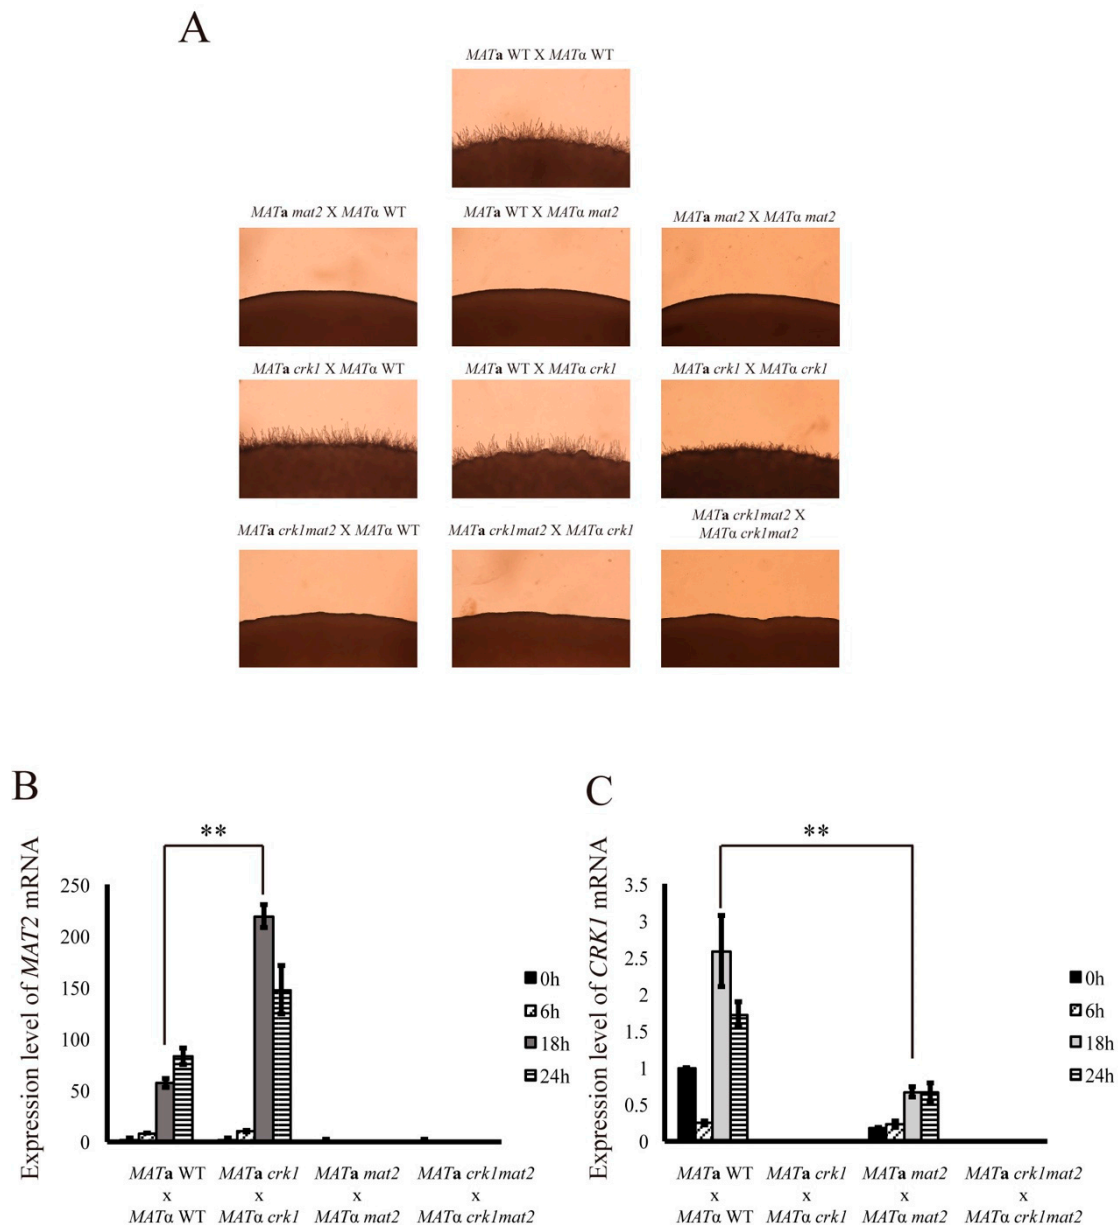 A
MATa WT X MATα WT
MATa mat2 X MATα WT
MATa WT X MATα mat2
MATa mat2 X MATα mat2
MATa crk1 X MATα WT
MATa WT X MATα crk1
MATa crk1 X MATα crk1
MATa crk1mat2 X MATα WT
MATa crk1mat2 X MATα crk1
MATa crk1mat2 X
MATα crk1mat2
B
Expression level of MAT2 mRNA
**
250
200
150
100
50
0
0h
6h
18h
24h
MATa WT
x
MATα WT
MATa crk1
x
MATα crk1
MATa mat2
x
MATα mat2
MATa crk1mat2
x
MATα crk1mat2
C
Expression level of CRK1 mRNA
**
3.5
3
2.5
2
1.5
1
0.5
0
0h
6h
18h
24h
MATa WT
x
MATα WT
MATa crk1
x
MATα crk1
MATa mat2
x
MATα mat2
MATa crk1mat2
x
MATα crk1mat2